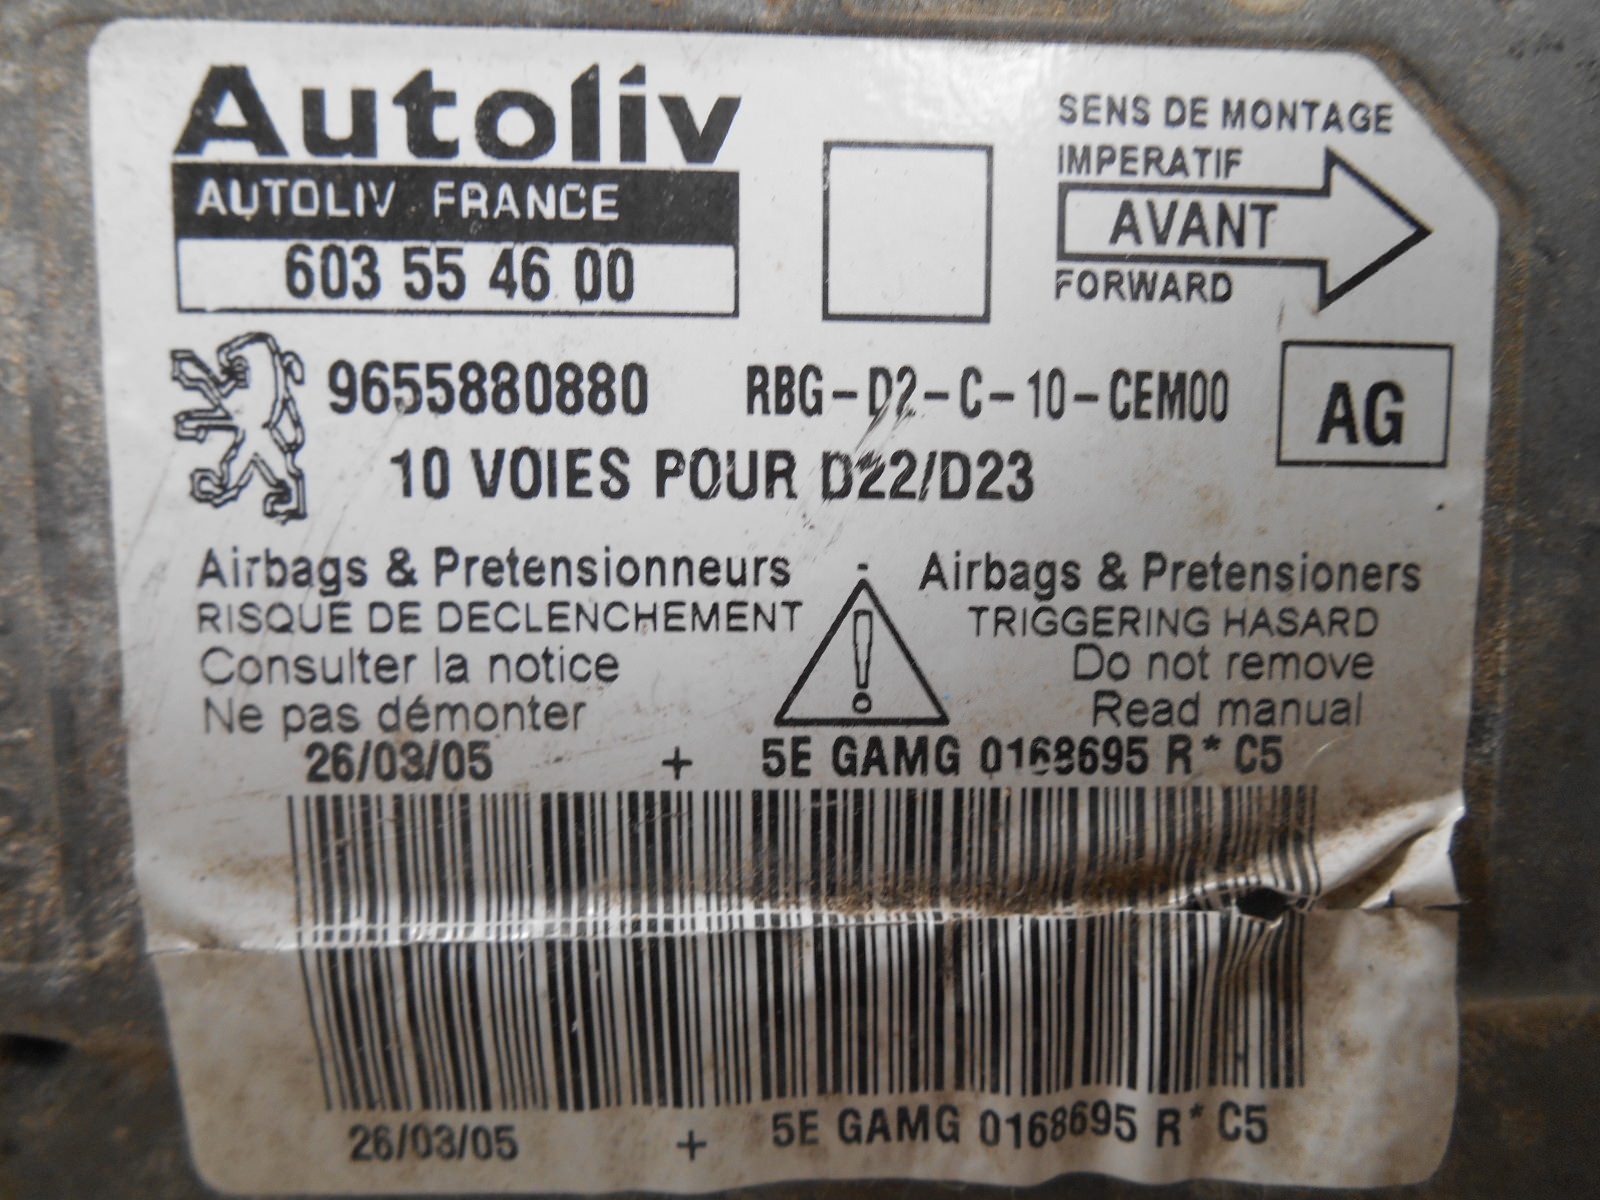 Autoliv
AUTOLIV FRANCE
603 55 46 00
SENS DE MONTAGE
IMPERATIF
AVANT
FORWARD
9655880880 RBG-D2-C-10-CEM00
AG
10 VOIES POUR D22/D23
Airbags & Pretensionneurs
RISQUE DE DECLENCHEMENT
Consulter la notice
Ne pas démonter
Airbags & Pretensioners
TRIGGERING HASARD
Do not remove
Read manual
26/03/05 + 5E GAMG 0168695 R* C5
26/03/05 + 5E GAMG 0168695 R* C5